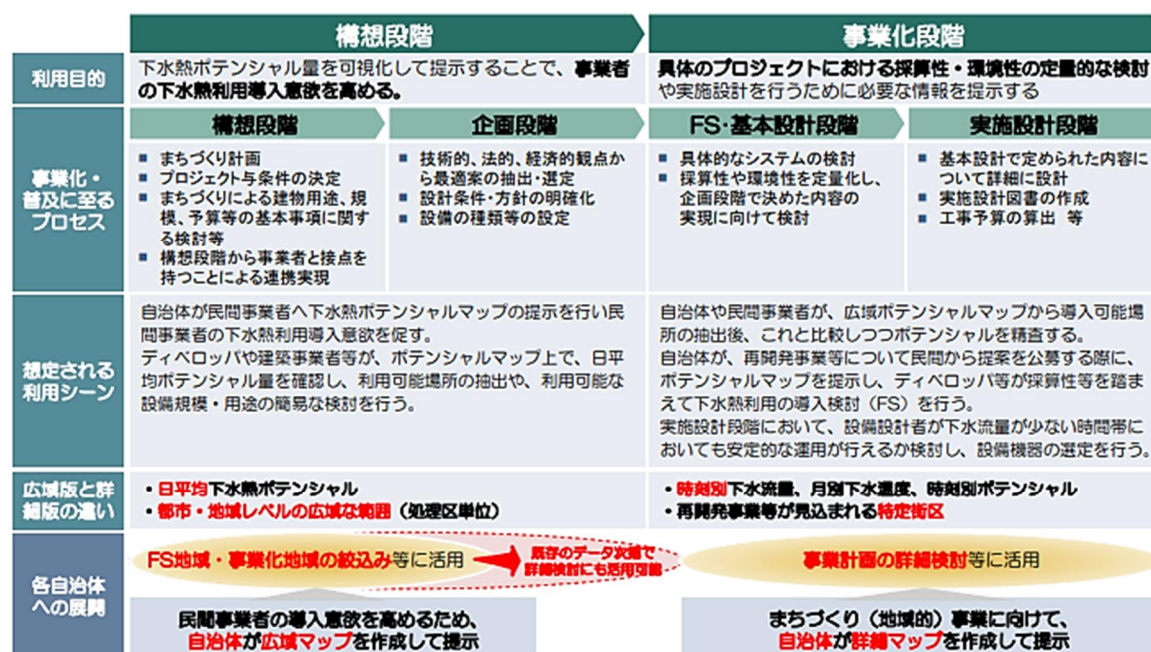 構想段階
事業化段階
利用目的
下水熱ポテンシャル量を可視化して提示することで、事業者
の下水熱利用導入意欲を高める。
具体のプロジェクトにおける採算性・環境性の定量的な検討
や実施設計を行うために必要な情報を提示する
事業化・
普及に至る
プロセス
構想段階
■ まちづくり計画
■ プロジェクト与条件の決定
■ まちづくりによる建物用途、規
模、予算等の基本事項に関す
る検討等
■ 構想段階から事業者と接点を
持つことによる連携実現
企画段階
■ 技術的、法的、経済的観点か
ら最適案の抽出・選定
■ 設計条件・方針の明確化
■ 設備の種類等の設定
FS・基本設計段階
■ 具体的なシステムの検討
■ 採算性や環境性を定量化し、
企画段階で決めた内容の
実現に向けて検討
実施設計段階
■ 基本設計で定められた内容に
ついて詳細に設計
■ 実施設計図書の作成
■ 工事予算の算出 等
想定される
利用シーン
自治体が民間事業者へ下水熱ポテンシャルマップの提示を行い民
間事業者の下水熱利用導入意欲を促す。
ディベロッパや建築事業者等が、ポテンシャルマップ上で、日平
均ポテンシャル量を確認し、利用可能場所の抽出や、利用可能な
設備規模・用途の簡易な検討を行う。
自治体や民間事業者が、広域ポテンシャルマップから導入可能場
所の抽出後、これと比較しつつポテンシャルを精査する。
自治体が、再開発事業等について民間から提案を公募する際に、
ポテンシャルマップを提示し、ディベロッパ等が採算性等を踏ま
えて下水熱利用の導入検討（FS）を行う。
実施設計段階において、設備設計者が下水流量が少ない時間帯に
おいても安定的な運用が行えるか検討し、設備機器の選定を行う。
広域版と詳
細版の違い
・日平均下水熱ポテンシャル
・都市・地域レベルの広域な範囲（処理区単位）
・時刻別下水流量、月別下水温度、時刻別ポテンシャル
・再開発事業等が見込まれる特定街区
各自治体
への展開
FS地域・事業化地域の絞込み等に活用
既存のデータ次第で
詳細検討にも活用可能
事業計画の詳細検討等に活用
民間事業者の導入意欲を高めるため、
自治体が広域マップを作成して提示
まちづくり（地域的）事業に向けて、
自治体が詳細マップを作成して提示